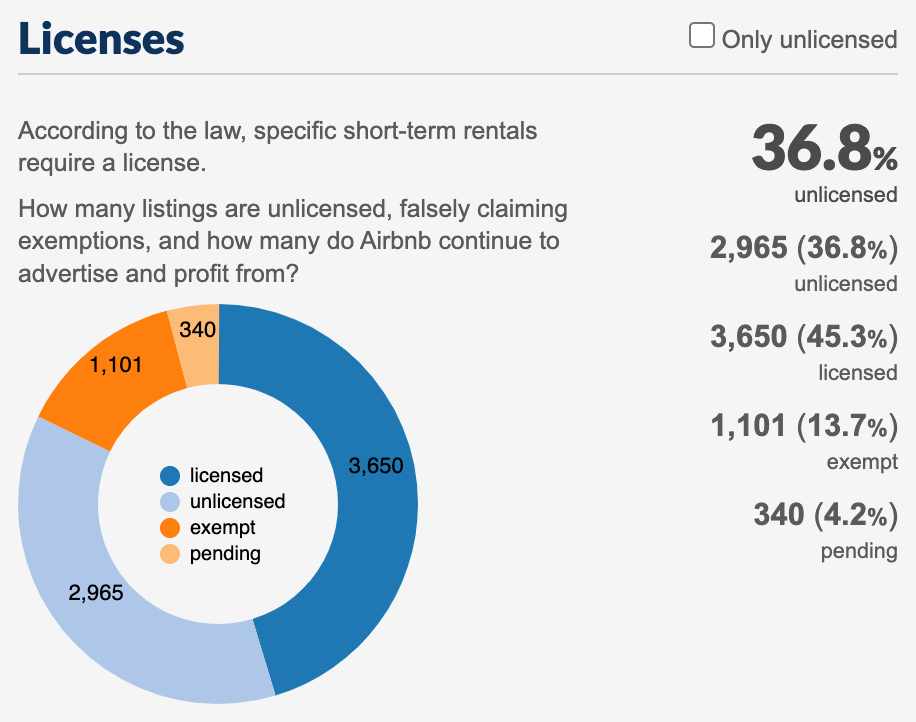 Licenses
Only unlicensed
According to the law, specific short-term rentals
require a license.
How many listings are unlicensed, falsely claiming
exemptions, and how many do Airbnb continue to
advertise and profit from?
36.8%
unlicensed
2,965 (36.8%)
unlicensed
3,650 (45.3%)
licensed
1,101 (13.7%)
exempt
340 (4.2%)
pending
340
1,101
3,650
2,965
licensed
unlicensed
exempt
pending